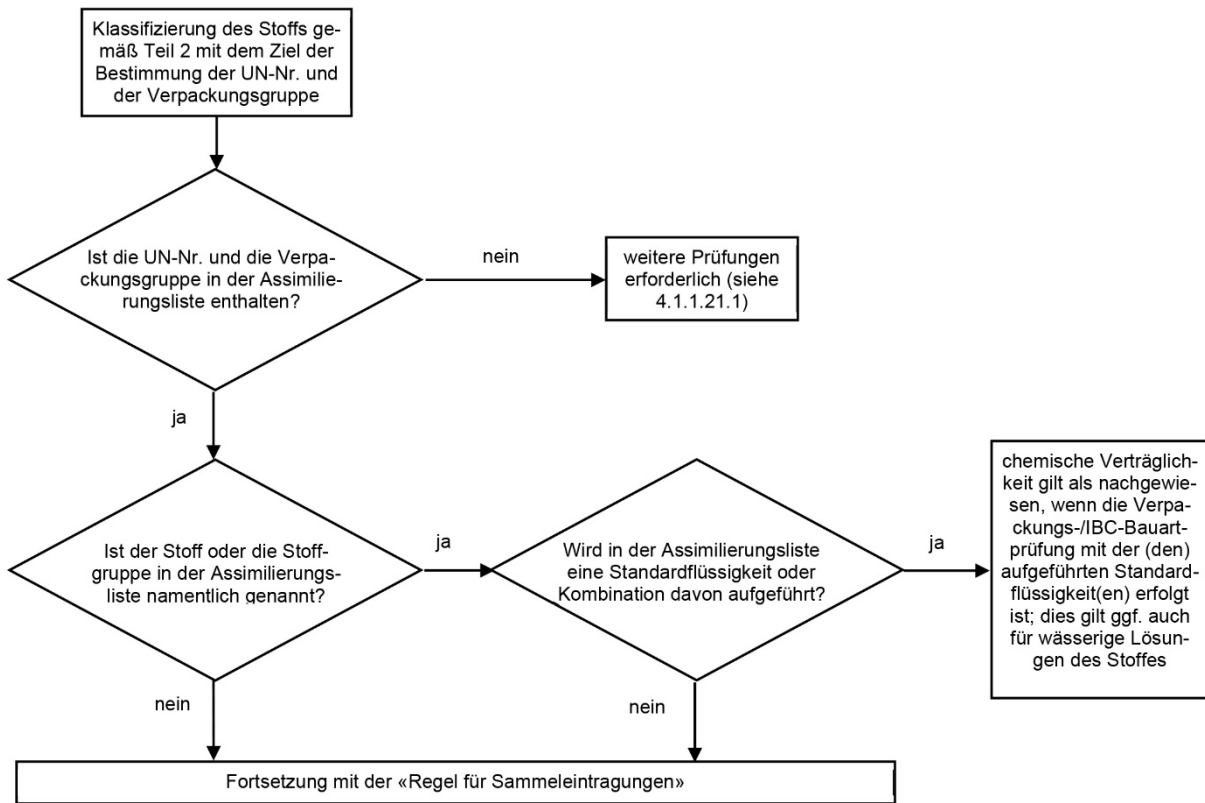 Klassifizierung des Stoffs ge-
mäß Teil 2 mit dem Ziel der
Bestimmung der UN-Nr. und
der Verpackungsgruppe
Ist die UN-Nr. und die Verpa-
ckungsgruppe in der Assimilie-
rungsliste enthalten?
nein
weitere Prüfungen
erforderlich (siehe
4.1.1.21.1)
ja
Ist der Stoff oder die Stoff-
gruppe in der Assimilierungs-
liste namentlich genannt?
ja
Wird in der Assimilierungsliste
eine Standardflüssigkeit oder
Kombination davon aufgeführt?
ja
chemische Verträglich-
keit gilt als nachgewie-
sen, wenn die Verpa-
ckungs-/IBC-Bauart-
prüfung mit der (den)
aufgeführten Standard-
flüssigkeit(en) erfolgt
ist; dies gilt ggf. auch
für wässerige Lösun-
gen des Stoffes
nein
nein
Fortsetzung mit der «Regel für Sammeleintragungen»